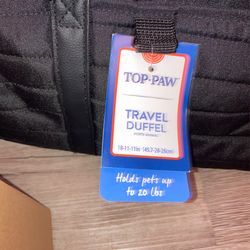 TOP·PAW
TRAVEL
DUFFEL
Holds pets up
to 20 lbs